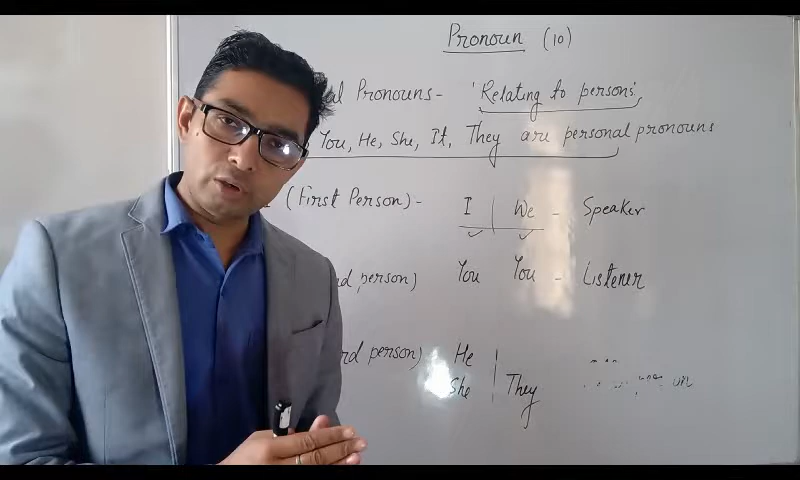 Pronoun (10)
al Pronouns- 'Relating to persons'
You, He, She, It, They are personal pronouns
(First Person)- I | We - Speaker
nd person) You You - Listener
rd person) He
She | They